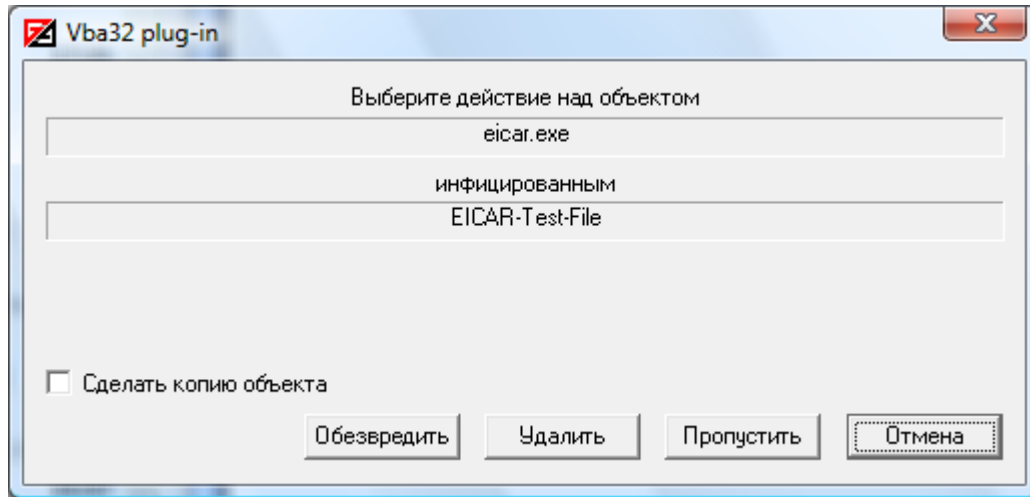 Vba32 plug-in
Выберите действие над объектом
eicar.exe
инфицированным
EICAR-Test-File
Сделать копию объекта
Обезвредить Удалить Пропустить Отмена